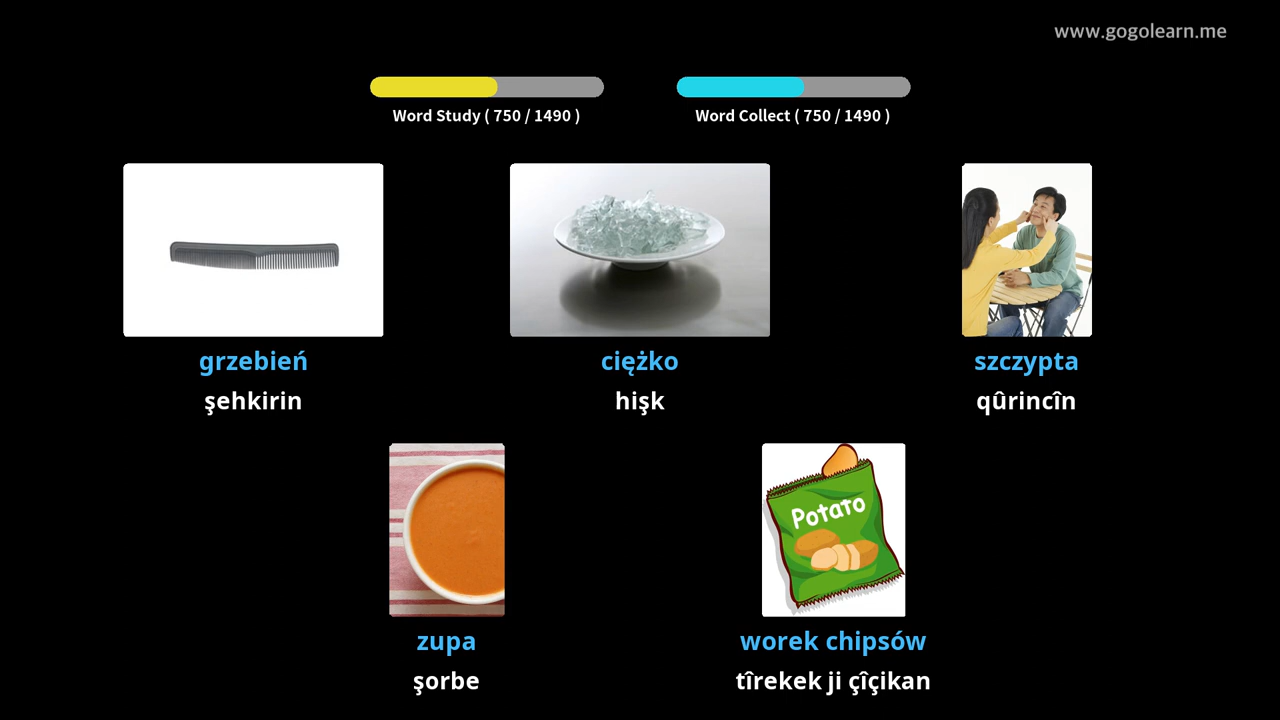 www.gogolearn.me
Word Study ( 750 / 1490 )
Word Collect ( 750 / 1490 )
grzebień
şehkirin
ciężko
hişk
szczypta
qûrincîn
Potato
zupa
şorbe
worek chipsów
tîrekek ji çîçikan